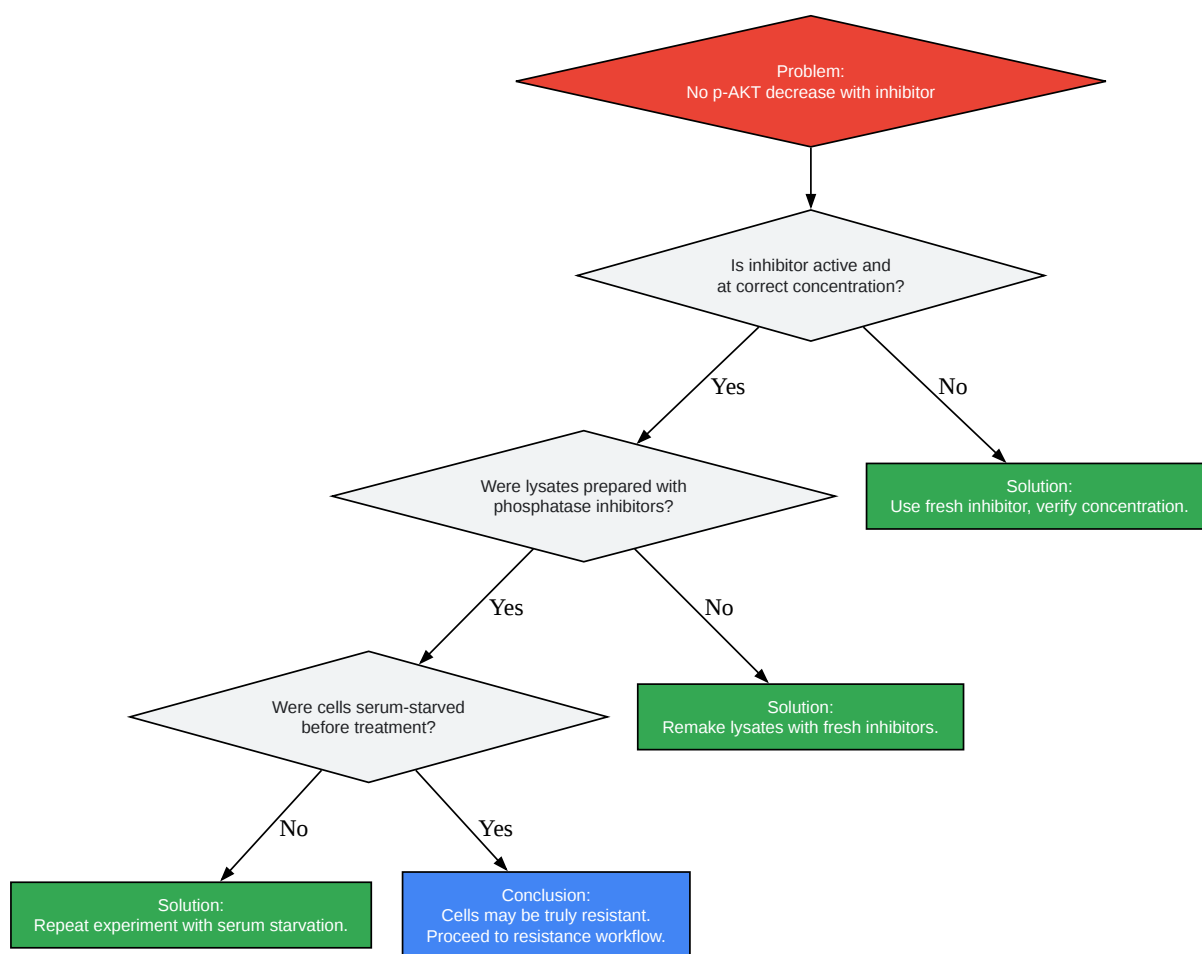 Problem:
No p-AKT decrease with inhibitor
Is inhibitor active and
at correct concentration?
Yes
No
Were lysates prepared with
phosphatase inhibitors?
Solution:
Use fresh inhibitor, verify concentration.
Yes
No
Were cells serum-starved
before treatment?
Solution:
Remake lysates with fresh inhibitors.
No
Yes
Solution:
Repeat experiment with serum starvation.
Conclusion:
Cells may be truly resistant.
Proceed to resistance workflow.